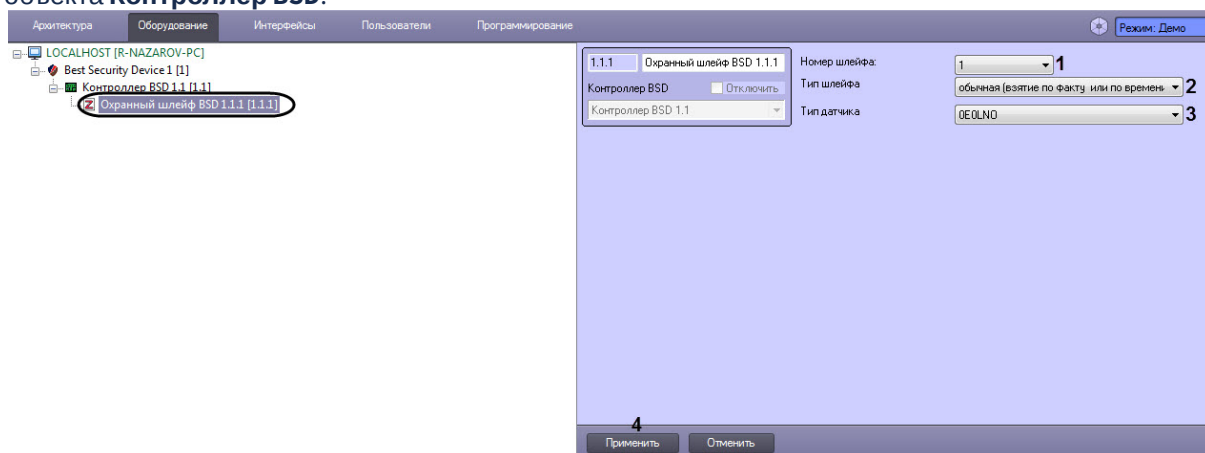 объекта Контроллер BSD.
Архитектура Оборудование Интерфейсы Пользователи Программирование Режим: Демо
LOCALHOST [R-NAZAROV-PC]
Best Security Device 1 [1]
Контроллер BSD 1.1 [1.1]
Охранный шлейф BSD 1.1.1 [1.1.1]
1.1.1 Охранный шлейф BSD 1.1.1
Контроллер BSD Отключить
Контроллер BSD 1.1
Номер шлейфа: 1 1
Тип шлейфа обычная (взятие по факту или по времень 2
Тип датчика 0EOLNO 3
4
Применить Отменить